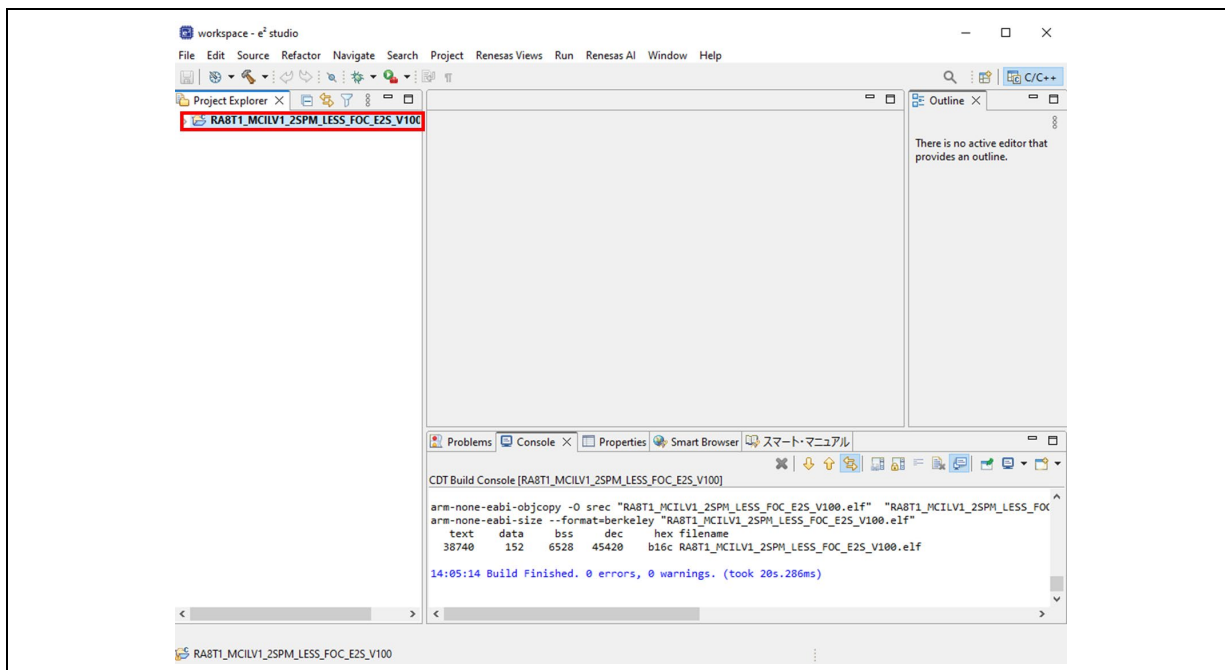 workspace - e² studio
File Edit Source Refactor Navigate Search Project Renesas Views Run Renesas AI Window Help
C/C++
Project Explorer
RA8T1_MCILV1_2SPM_LESS_FOC_E2S_V100
Outline
There is no active editor that
provides an outline.
Problems Console Properties Smart Browser スマート・マニュアル
CDT Build Console [RA8T1_MCILV1_2SPM_LESS_FOC_E2S_V100]
arm-none-eabi-objcopy -O srec "RA8T1_MCILV1_2SPM_LESS_FOC_E2S_V100.elf" "RA8T1_MCILV1_2SPM_LESS_FO
arm-none-eabi-size --format=berkeley "RA8T1_MCILV1_2SPM_LESS_FOC_E2S_V100.elf"
text data bss dec hex filename
38740 152 6528 45420 b16c RA8T1_MCILV1_2SPM_LESS_FOC_E2S_V100.elf
14:05:14 Build Finished. 0 errors, 0 warnings. (took 20s.286ms)
RA8T1_MCILV1_2SPM_LESS_FOC_E2S_V100